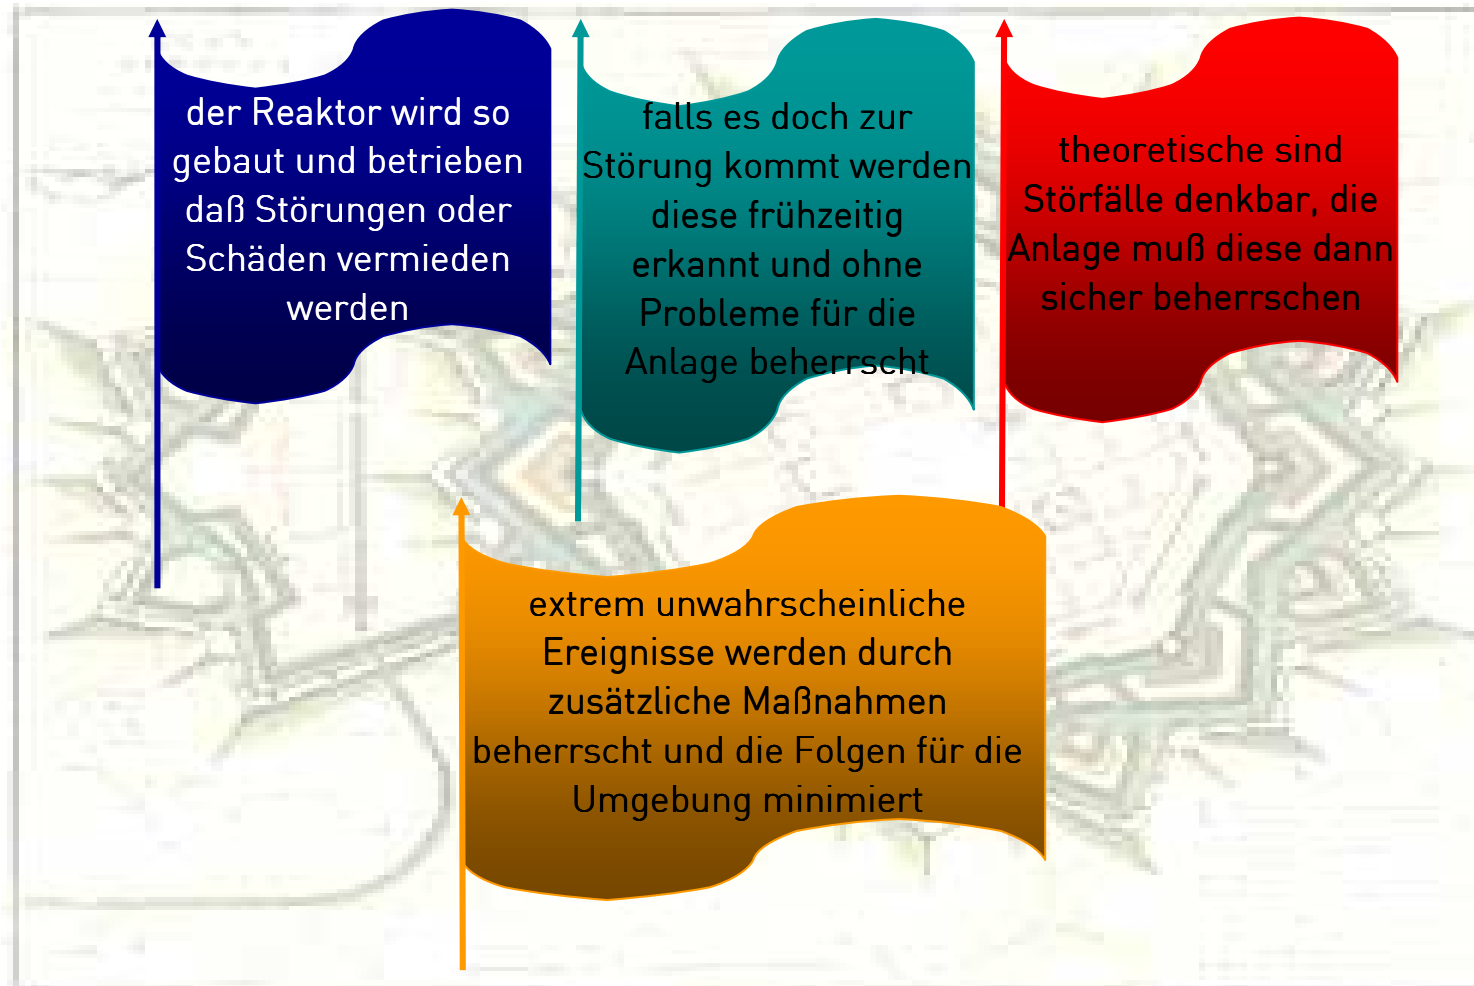 der Reaktor wird so
gebaut und betrieben
daß Störungen oder
Schäden vermieden
werden
falls es doch zur
Störung kommt werden
diese frühzeitig
erkannt und ohne
Probleme für die
Anlage beherrscht
theoretische sind
Störfälle denkbar, die
Anlage muß diese dann
sicher beherrschen
extrem unwahrscheinliche
Ereignisse werden durch
zusätzliche Maßnahmen
beherrscht und die Folgen für die
Umgebung minimiert